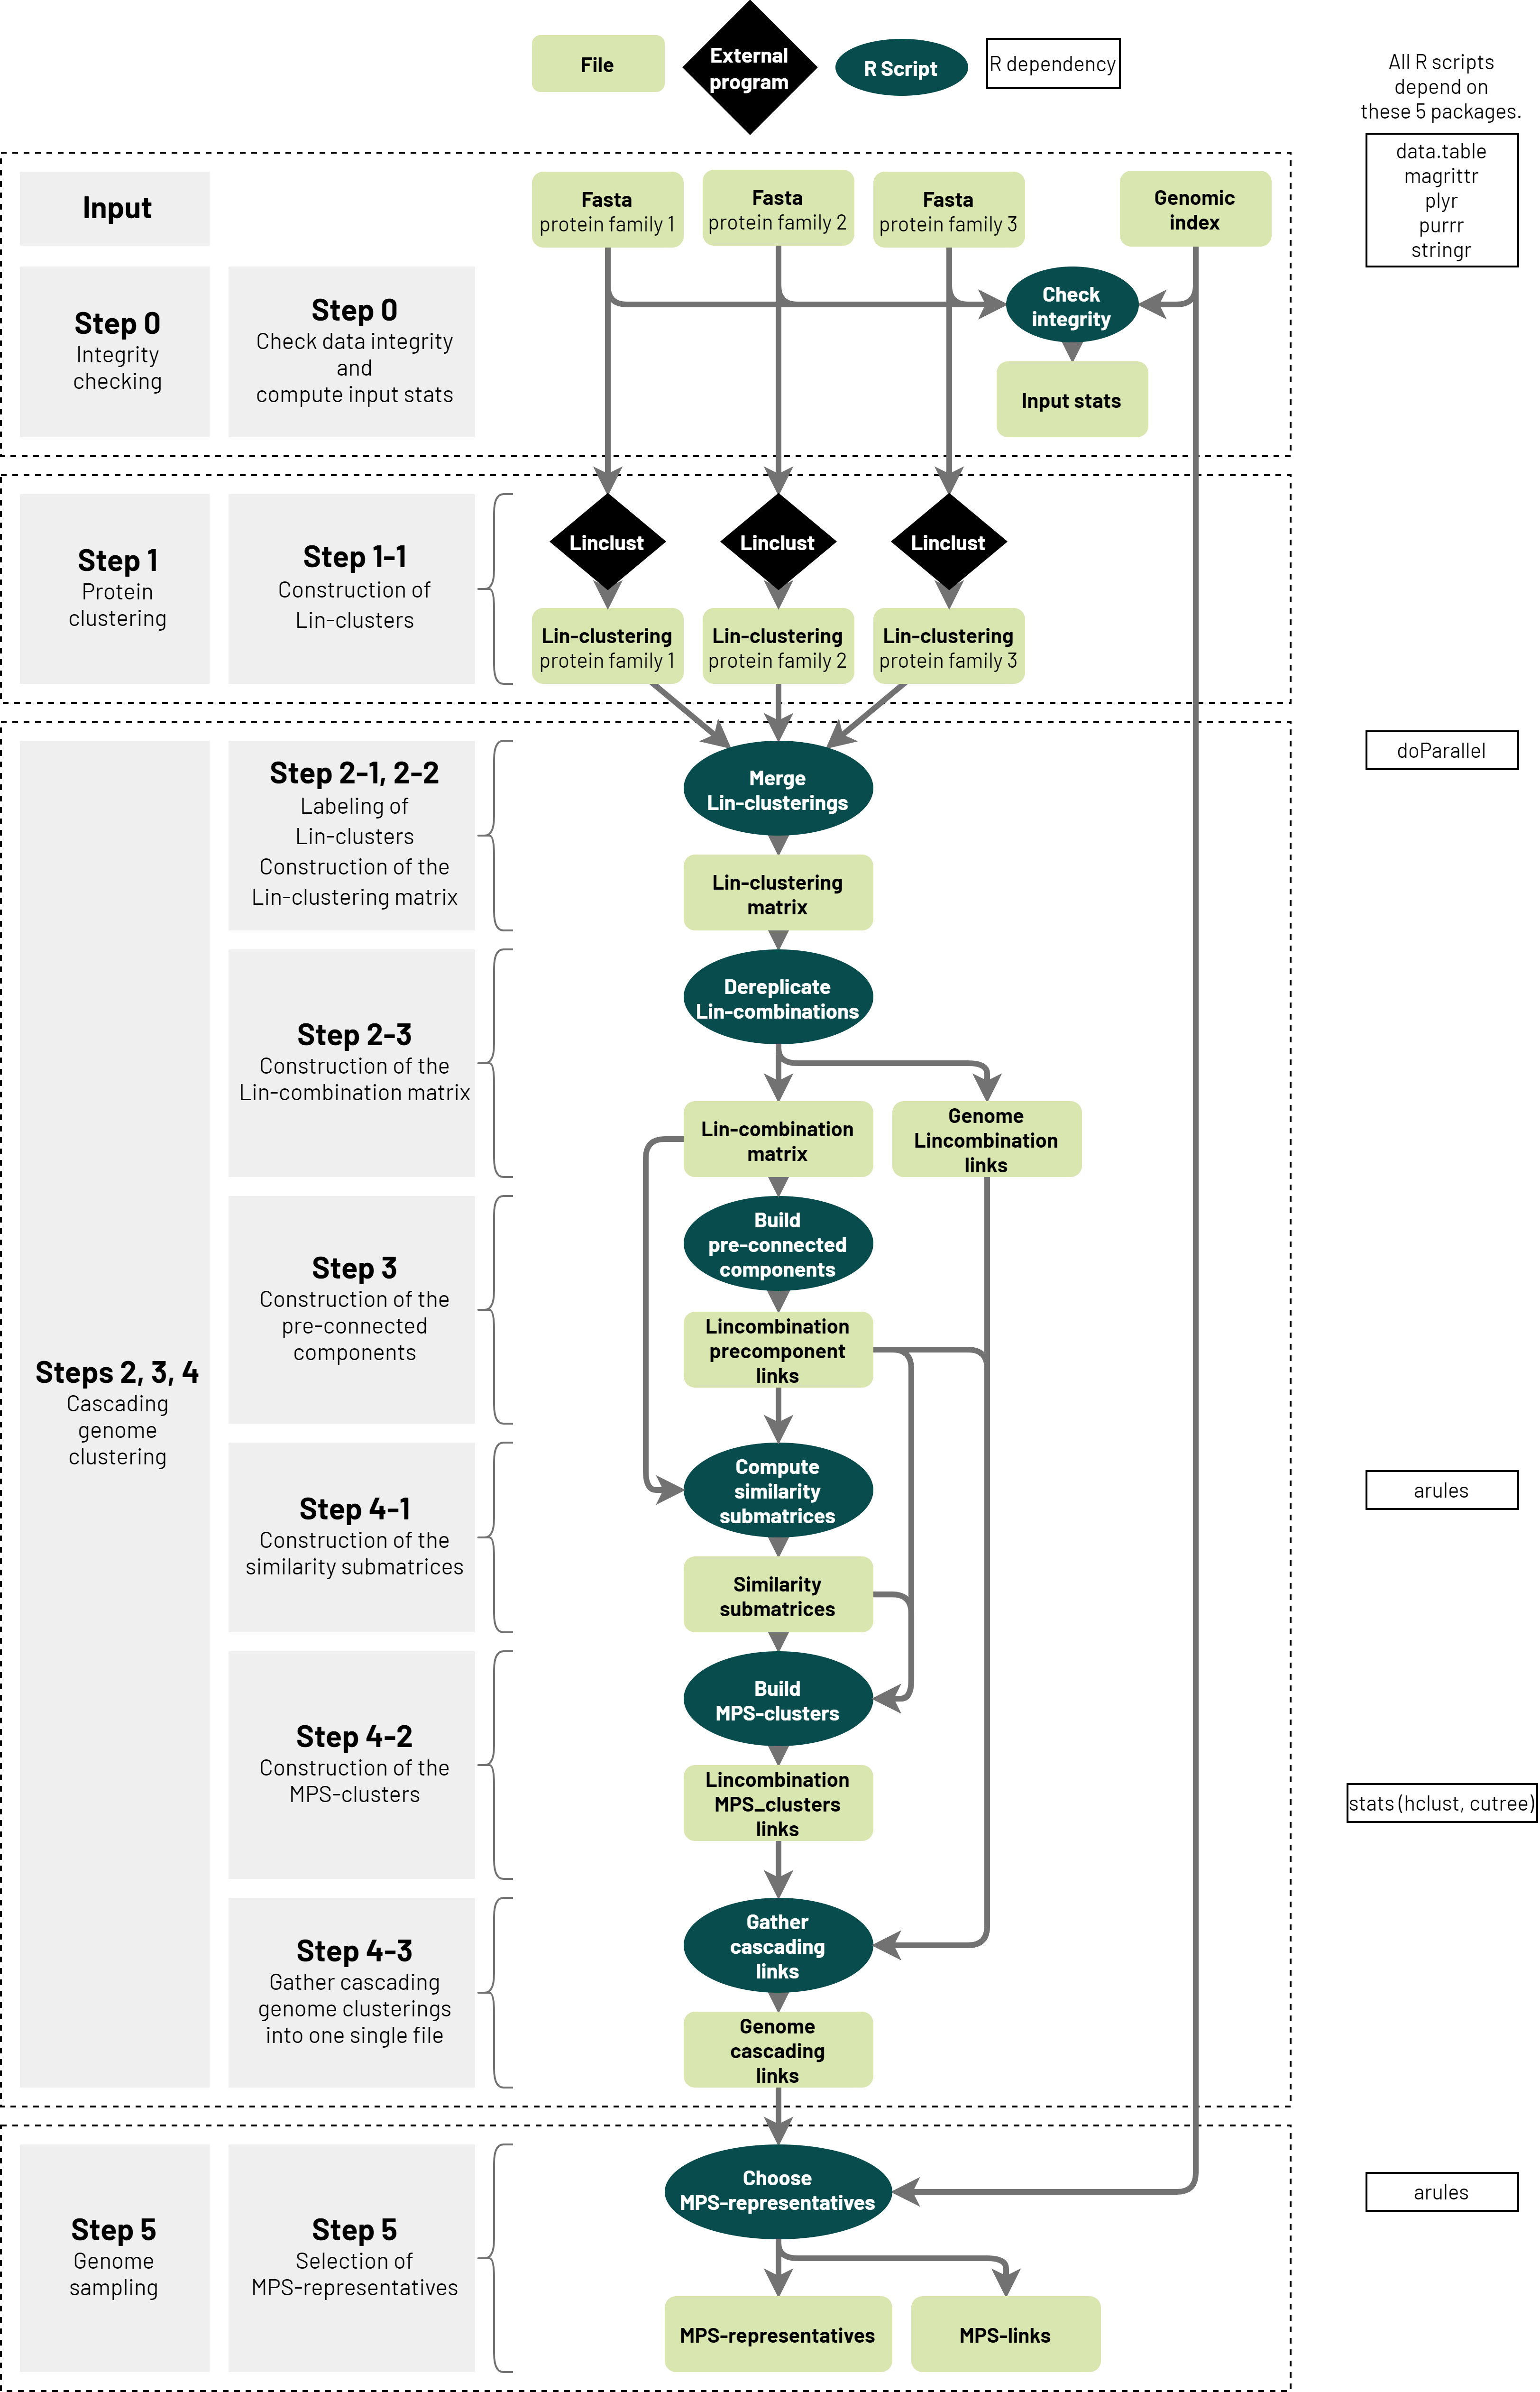 File
External
program
R Script
R dependency
All R scripts
depend on
these 5 packages.
data.table
magrittr
plyr
purrr
stringr
Input
Fasta
protein family 1
Fasta
protein family 2
Fasta
protein family 3
Genomic
index
Step 0
Integrity
checking
Step 0
Check data integrity
and
compute input stats
Check
integrity
Input stats
Step 1
Protein
clustering
Step 1-1
Construction of
Lin-clusters
Linclust
Linclust
Linclust
Lin-clustering
protein family 1
Lin-clustering
protein family 2
Lin-clustering
protein family 3
Steps 2, 3, 4
Cascading
genome
clustering
Step 2-1, 2-2
Labeling of
Lin-clusters
Construction of the
Lin-clustering matrix
Merge
Lin-clusterings
doParallel
Lin-clustering
matrix
Step 2-3
Construction of the
Lin-combination matrix
Dereplicate
Lin-combinations
Lin-combination
matrix
Genome
Lincombination
links
Step 3
Construction of the
pre-connected
components
Build
pre-connected
components
Lincombination
precomponent
links
Step 4-1
Construction of the
similarity submatrices
Compute
similarity
submatrices
arules
Similarity
submatrices
Step 4-2
Construction of the
MPS-clusters
Build
MPS-clusters
Lincombination
MPS_clusters
links
stats (hclust, cutree)
Step 4-3
Gather cascading
genome clusterings
into one single file
Gather
cascading
links
Genome
cascading
links
Step 5
Genome
sampling
Step 5
Selection of
MPS-representatives
Choose
MPS-representatives
arules
MPS-representatives
MPS-links